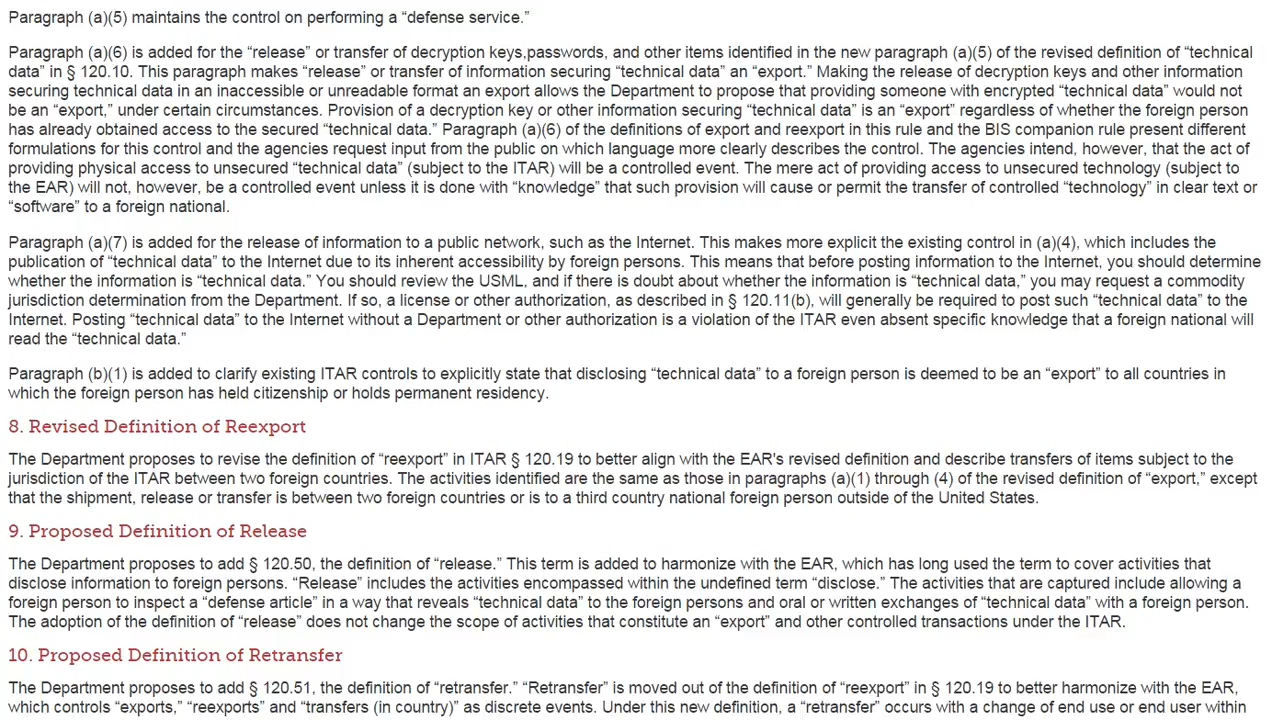 Paragraph (a)(5) maintains the control on performing a “defense service.”
Paragraph (a)(6) is added for the “release” or transfer of decryption keys,passwords, and other items identified in the new paragraph (a)(5) of the revised definition of “technical
data” in § 120.10. This paragraph makes “release” or transfer of information securing “technical data” an “export.” Making the release of decryption keys and other information
securing technical data in an inaccessible or unreadable format an export allows the Department to propose that providing someone with encrypted “technical data” would not
be an “export,” under certain circumstances. Provision of a decryption key or other information securing “technical data” is an “export” regardless of whether the foreign person
has already obtained access to the secured “technical data.” Paragraph (a)(6) of the definitions of export and reexport in this rule and the BIS companion rule present different
formulations for this control and the agencies request input from the public on which language more clearly describes the control. The agencies intend, however, that the act of
providing physical access to unsecured “technical data” (subject to the ITAR) will be a controlled event. The mere act of providing access to unsecured technology (subject to
the EAR) will not, however, be a controlled event unless it is done with “knowledge” that such provision will cause or permit the transfer of controlled “technology” in clear text or
“software” to a foreign national.
Paragraph (a)(7) is added for the release of information to a public network, such as the Internet. This makes more explicit the existing control in (a)(4), which includes the
publication of “technical data” to the Internet due to its inherent accessibility by foreign persons. This means that before posting information to the Internet, you should determine
whether the information is “technical data.” You should review the USML, and if there is doubt about whether the information is “technical data,” you may request a commodity
jurisdiction determination from the Department. If so, a license or other authorization, as described in § 120.11(b), will generally be required to post such “technical data” to the
Internet. Posting “technical data” to the Internet without a Department or other authorization is a violation of the ITAR even absent specific knowledge that a foreign national will
read the “technical data.”
Paragraph (b)(1) is added to clarify existing ITAR controls to explicitly state that disclosing “technical data” to a foreign person is deemed to be an “export” to all countries in
which the foreign person has held citizenship or holds permanent residency.
8. Revised Definition of Reexport
The Department proposes to revise the definition of “reexport” in ITAR § 120.19 to better align with the EAR's revised definition and describe transfers of items subject to the
jurisdiction of the ITAR between two foreign countries. The activities identified are the same as those in paragraphs (a)(1) through (4) of the revised definition of “export,” except
that the shipment, release or transfer is between two foreign countries or is to a third country national foreign person outside of the United States.
9. Proposed Definition of Release
The Department proposes to add § 120.50, the definition of “release.” This term is added to harmonize with the EAR, which has long used the term to cover activities that
disclose information to foreign persons. “Release” includes the activities encompassed within the undefined term “disclose.” The activities that are captured include allowing a
foreign person to inspect a “defense article” in a way that reveals “technical data” to the foreign persons and oral or written exchanges of “technical data” with a foreign person.
The adoption of the definition of “release” does not change the scope of activities that constitute an “export” and other controlled transactions under the ITAR.
10. Proposed Definition of Retransfer
The Department proposes to add § 120.51, the definition of “retransfer.” “Retransfer” is moved out of the definition of “reexport” in § 120.19 to better harmonize with the EAR,
which controls “exports,” “reexports” and “transfers (in country)” as discrete events. Under this new definition, a “retransfer” occurs with a change of end use or end user within